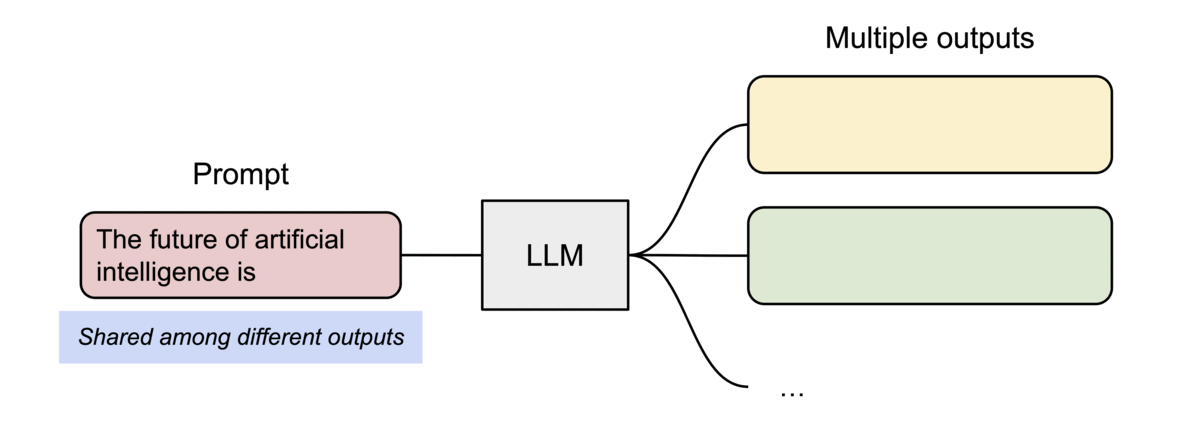 Multiple outputs
Prompt
The future of artificial
intelligence is
LLM
Shared among different outputs
...